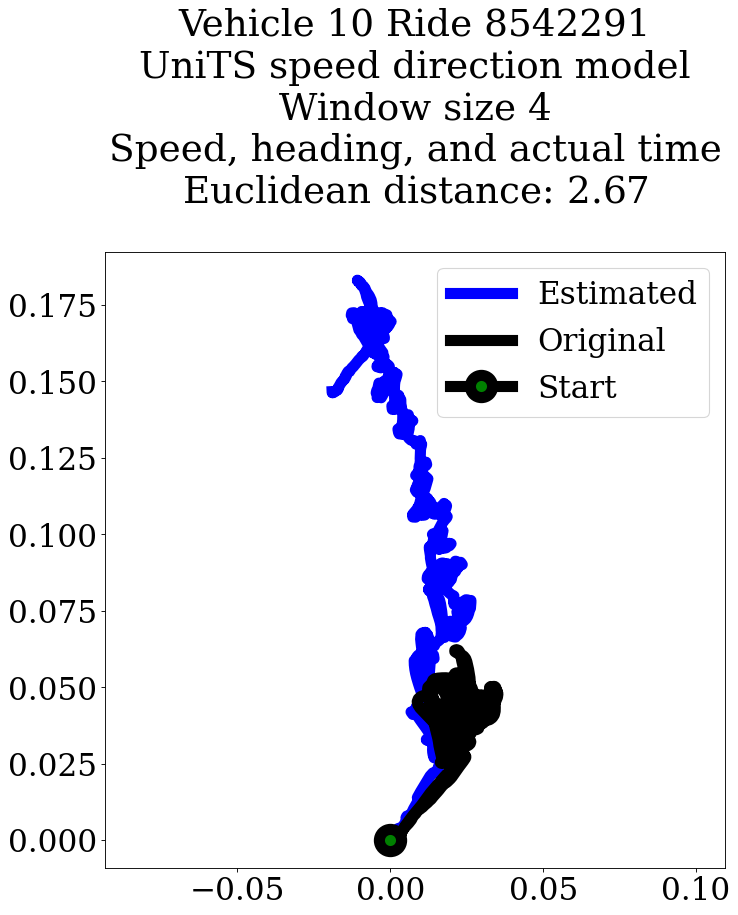 Vehicle 10 Ride 8542291
UniTS speed direction model
Window size 4
Speed, heading, and actual time
Euclidean distance: 2.67
Estimated
Original
Start
0.175
0.150
0.125
0.100
0.075
0.050
0.025
0.000
−0.05 0.00 0.05 0.10